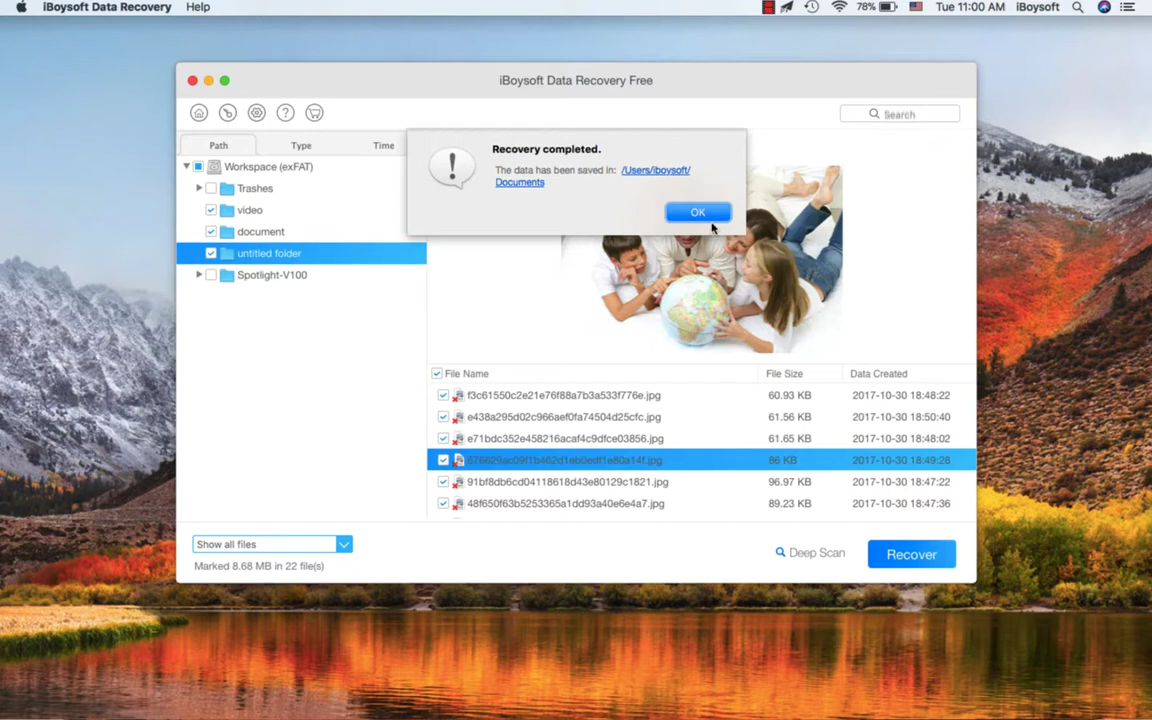 iBoysoft Data Recovery Help 78% Tue 11:00 AM iBoysoft
iBoysoft Data Recovery Free
Search
Path Type Time
Workspace (exFAT)
Trashes
video
document
untitled folder
Spotlight-V100
Recovery completed.
The data has been saved in: /Users/iboysoft/
Documents
OK
File Name File Size Data Created
f3c61550c2e21e76f88a7b3a533f776e.jpg 60.93 KB 2017-10-30 18:48:22
e438a295d02c966aef0fa74504d25cfc.jpg 61.56 KB 2017-10-30 18:50:40
e71bdc352e458216acaf4c9dfce03856.jpg 61.65 KB 2017-10-30 18:48:02
86 KB 2017-10-30 18:49:28
91bf8db6cd04118618d43e80129c1821.jpg 96.97 KB 2017-10-30 18:47:22
48f650f63b5253365a1dd93a40e6e4a7.jpg 89.23 KB 2017-10-30 18:47:36
Show all files
Marked 8.68 MB in 22 file(s)
Deep Scan
Recover